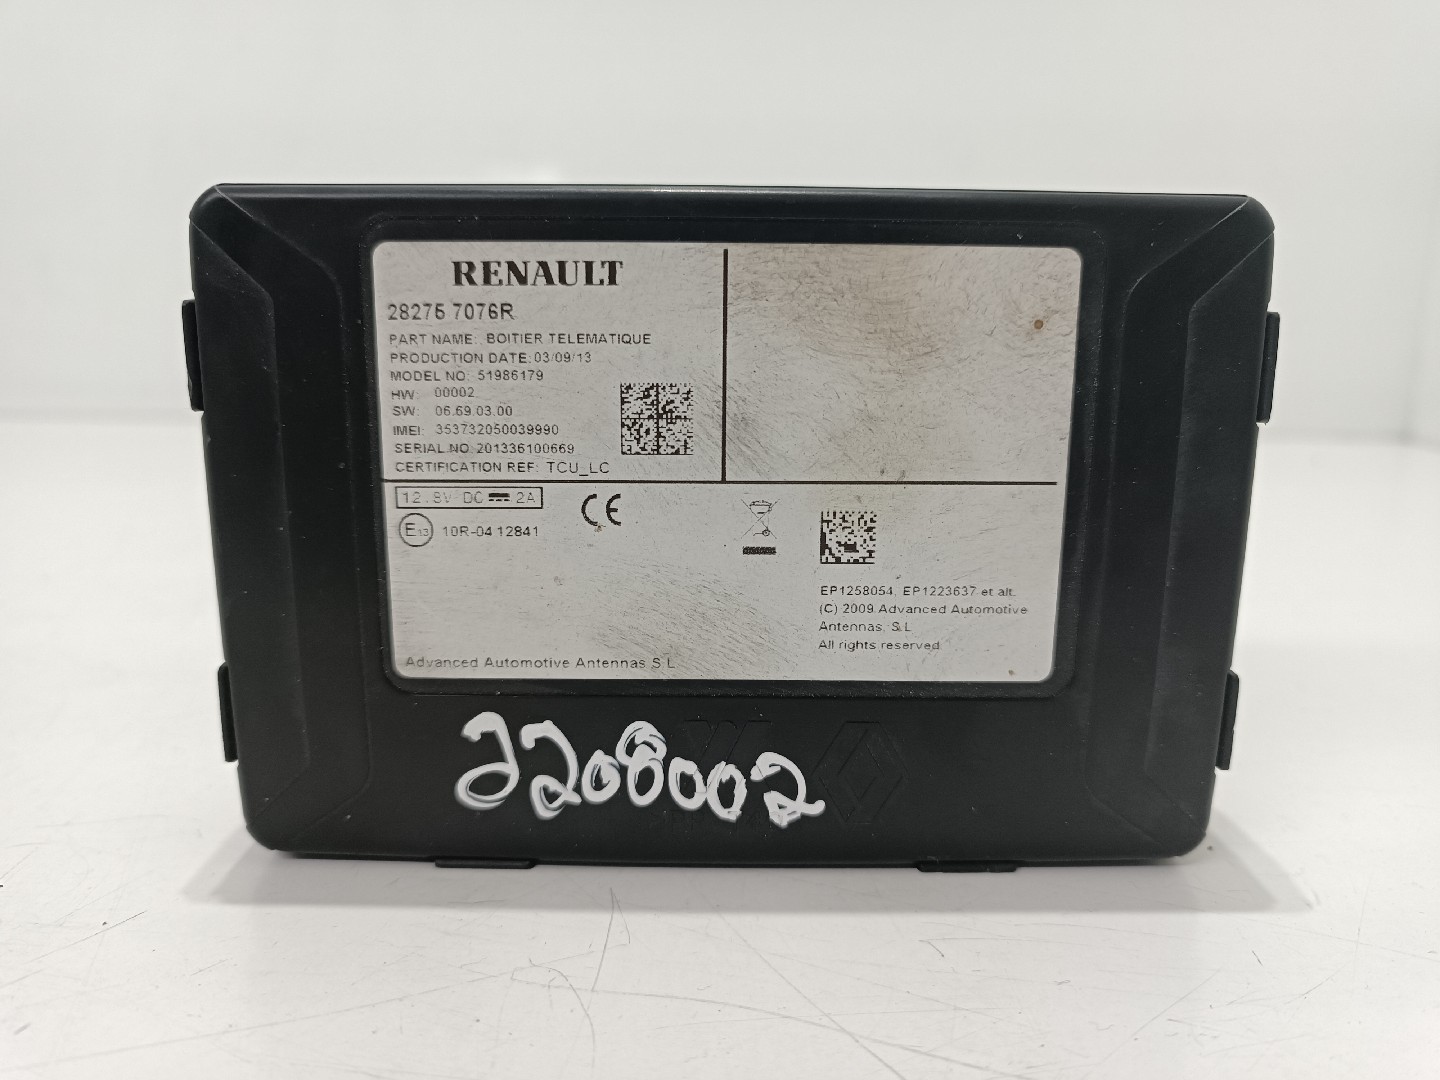 RENAULT
28275 7076R
PART NAME: BOITIER TELEMATIQUE
PRODUCTION DATE: 03/09/13
MODEL NO: 51986179
HW: 00002
SW: 06.69.03.00
IMEI: 353732050039990
SERIAL NO: 201336100669
CERTIFICATION REF: TCU_LC
12.8V DC 2A
CE
E13 10R-04 12841
EP1258054, EP1223637 et alt.
(C) 2009 Advanced Automotive
Antennas, S.L
All rights reserved
Advanced Automotive Antennas S.L
2208002